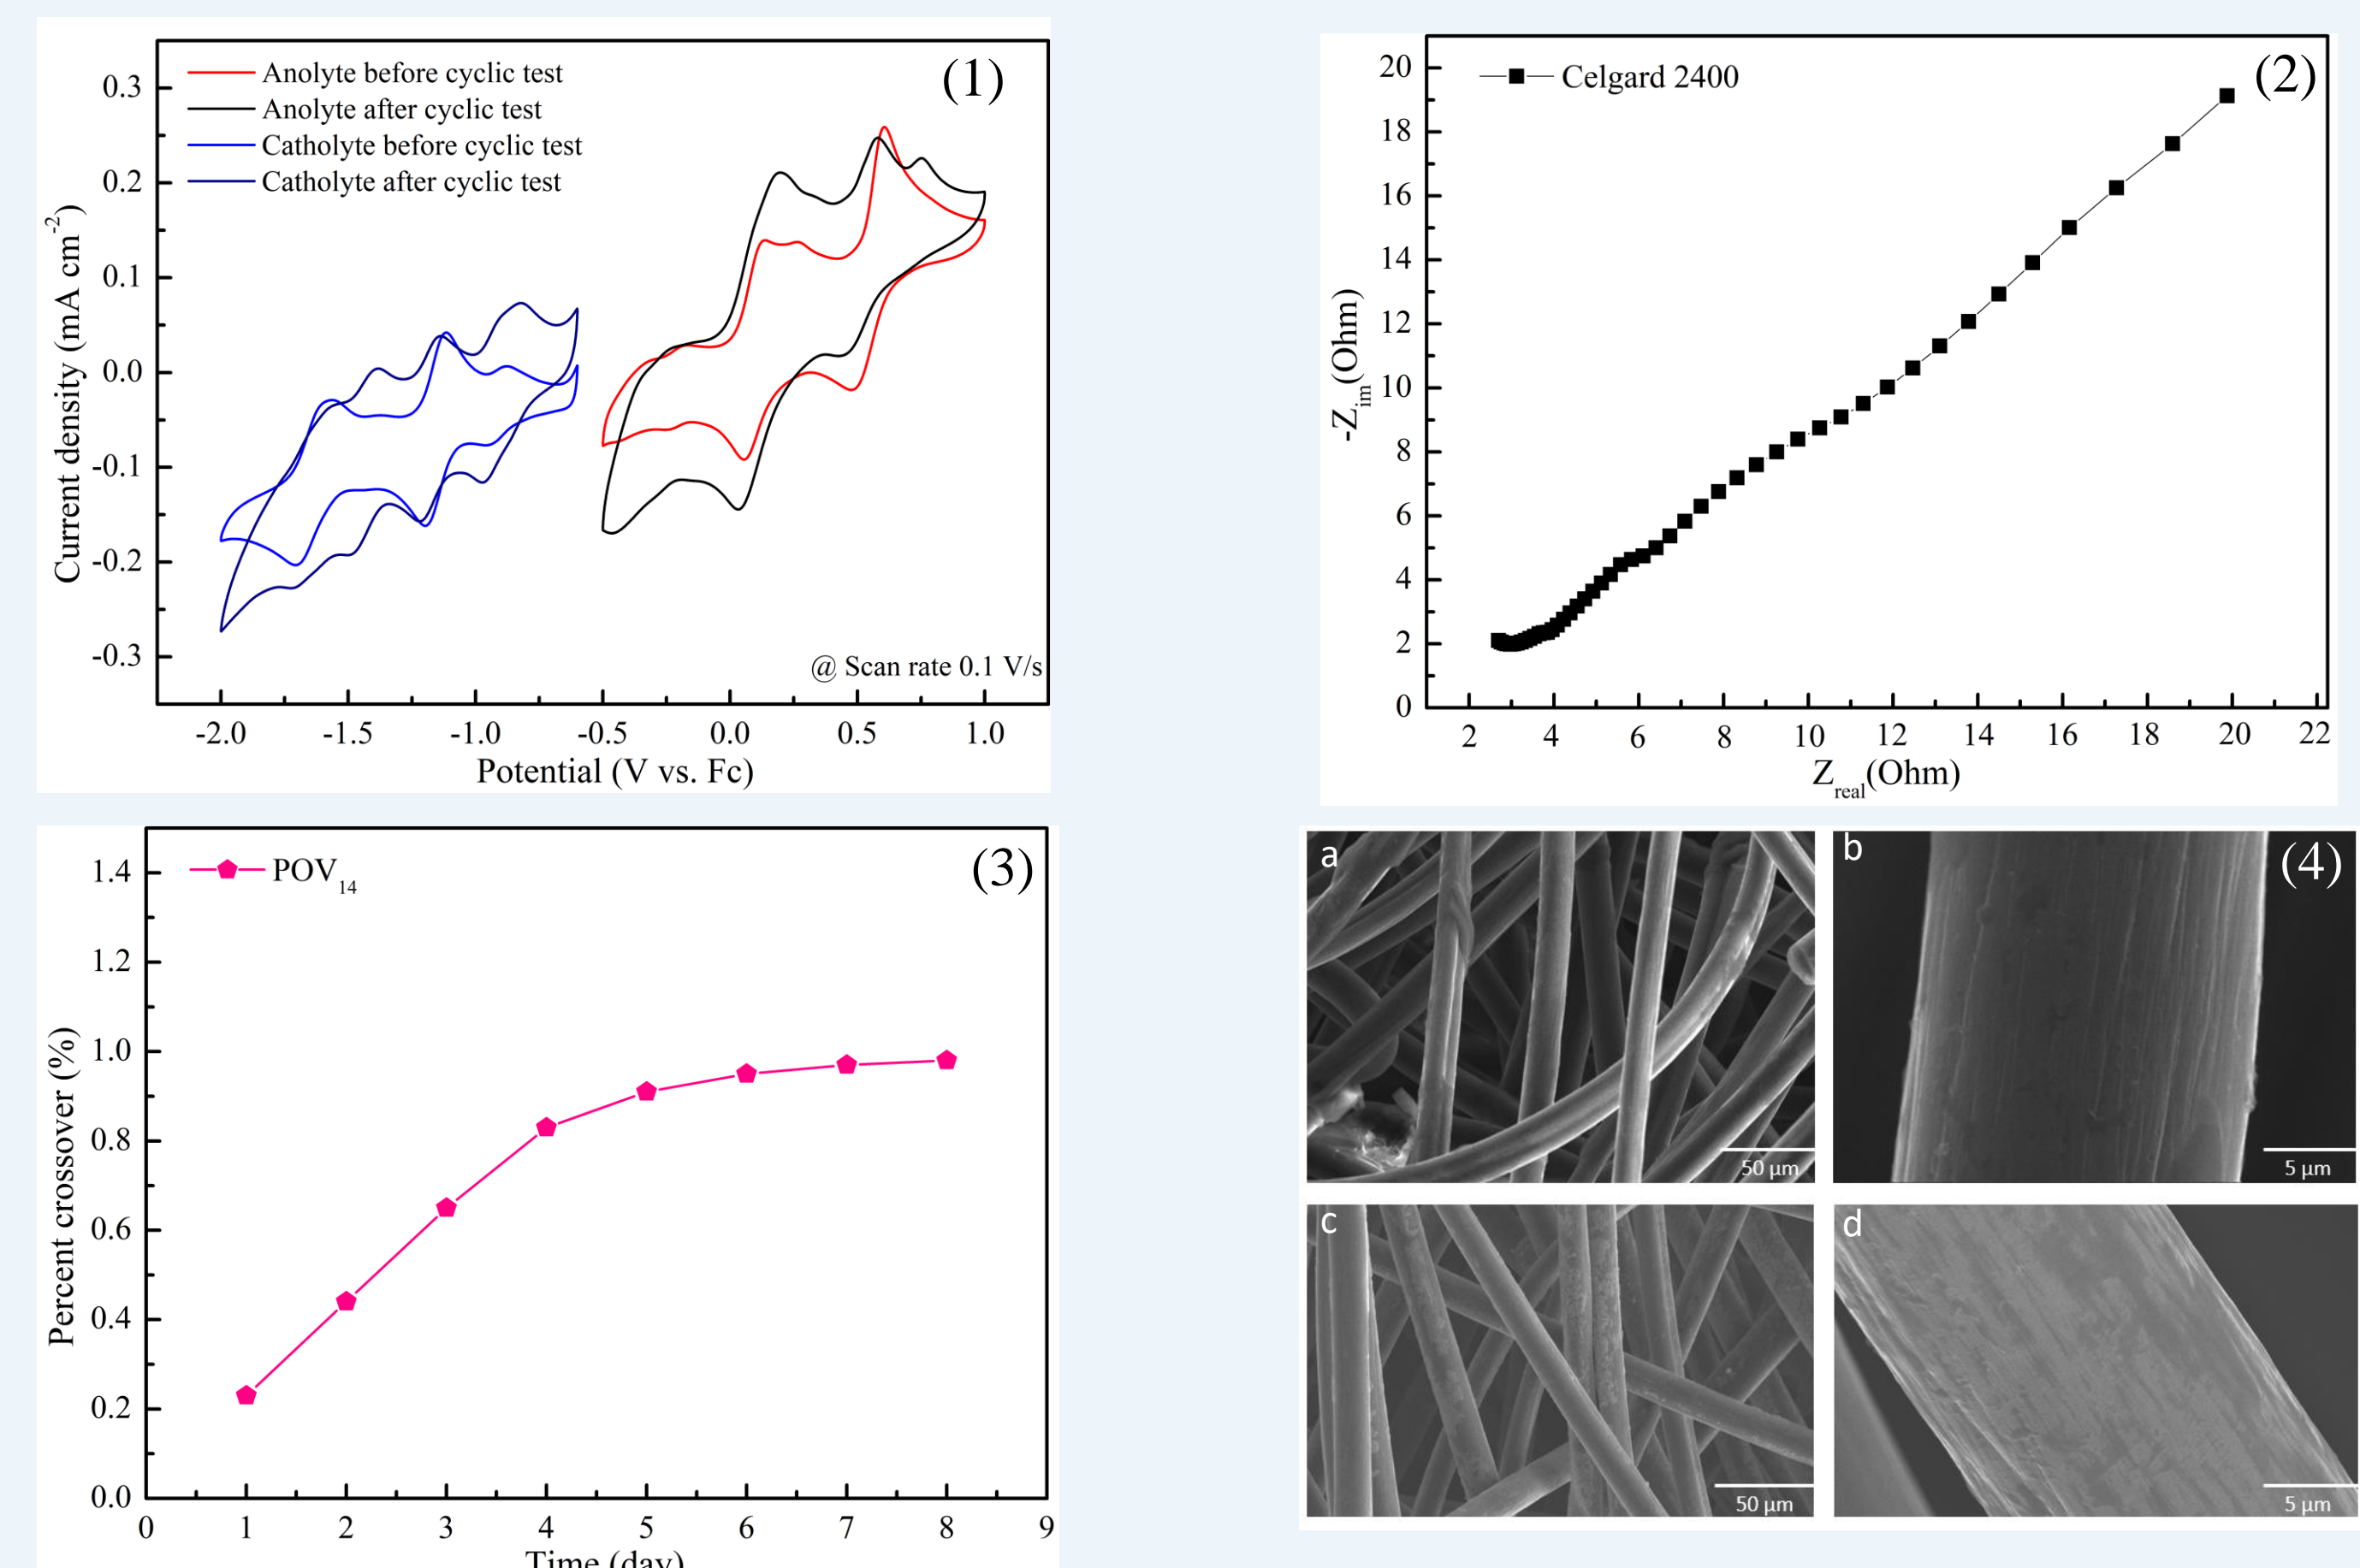 (1)
Anolyte before cyclic test
Anolyte after cyclic test
Catholyte before cyclic test
Catholyte after cyclic test
0.3
0.2
0.1
0.0
-0.1
-0.2
-0.3
Current density (mA cm⁻²)
@ Scan rate 0.1 V/s
-2.0 -1.5 -1.0 -0.5 0.0 0.5 1.0
Potential (V vs. Fc)
(2)
Celgard 2400
20
18
16
14
12
10
8
6
4
2
0
-Zim(Ohm)
2 4 6 8 10 12 14 16 18 20 22
Zreal(Ohm)
(3)
POV₁₄
1.4
1.2
1.0
0.8
0.6
0.4
0.2
0.0
Percent crossover (%)
0 1 2 3 4 5 6 7 8 9
Time (day)
(4)
a
50 µm
b
5 µm
c
50 µm
d
5 µm